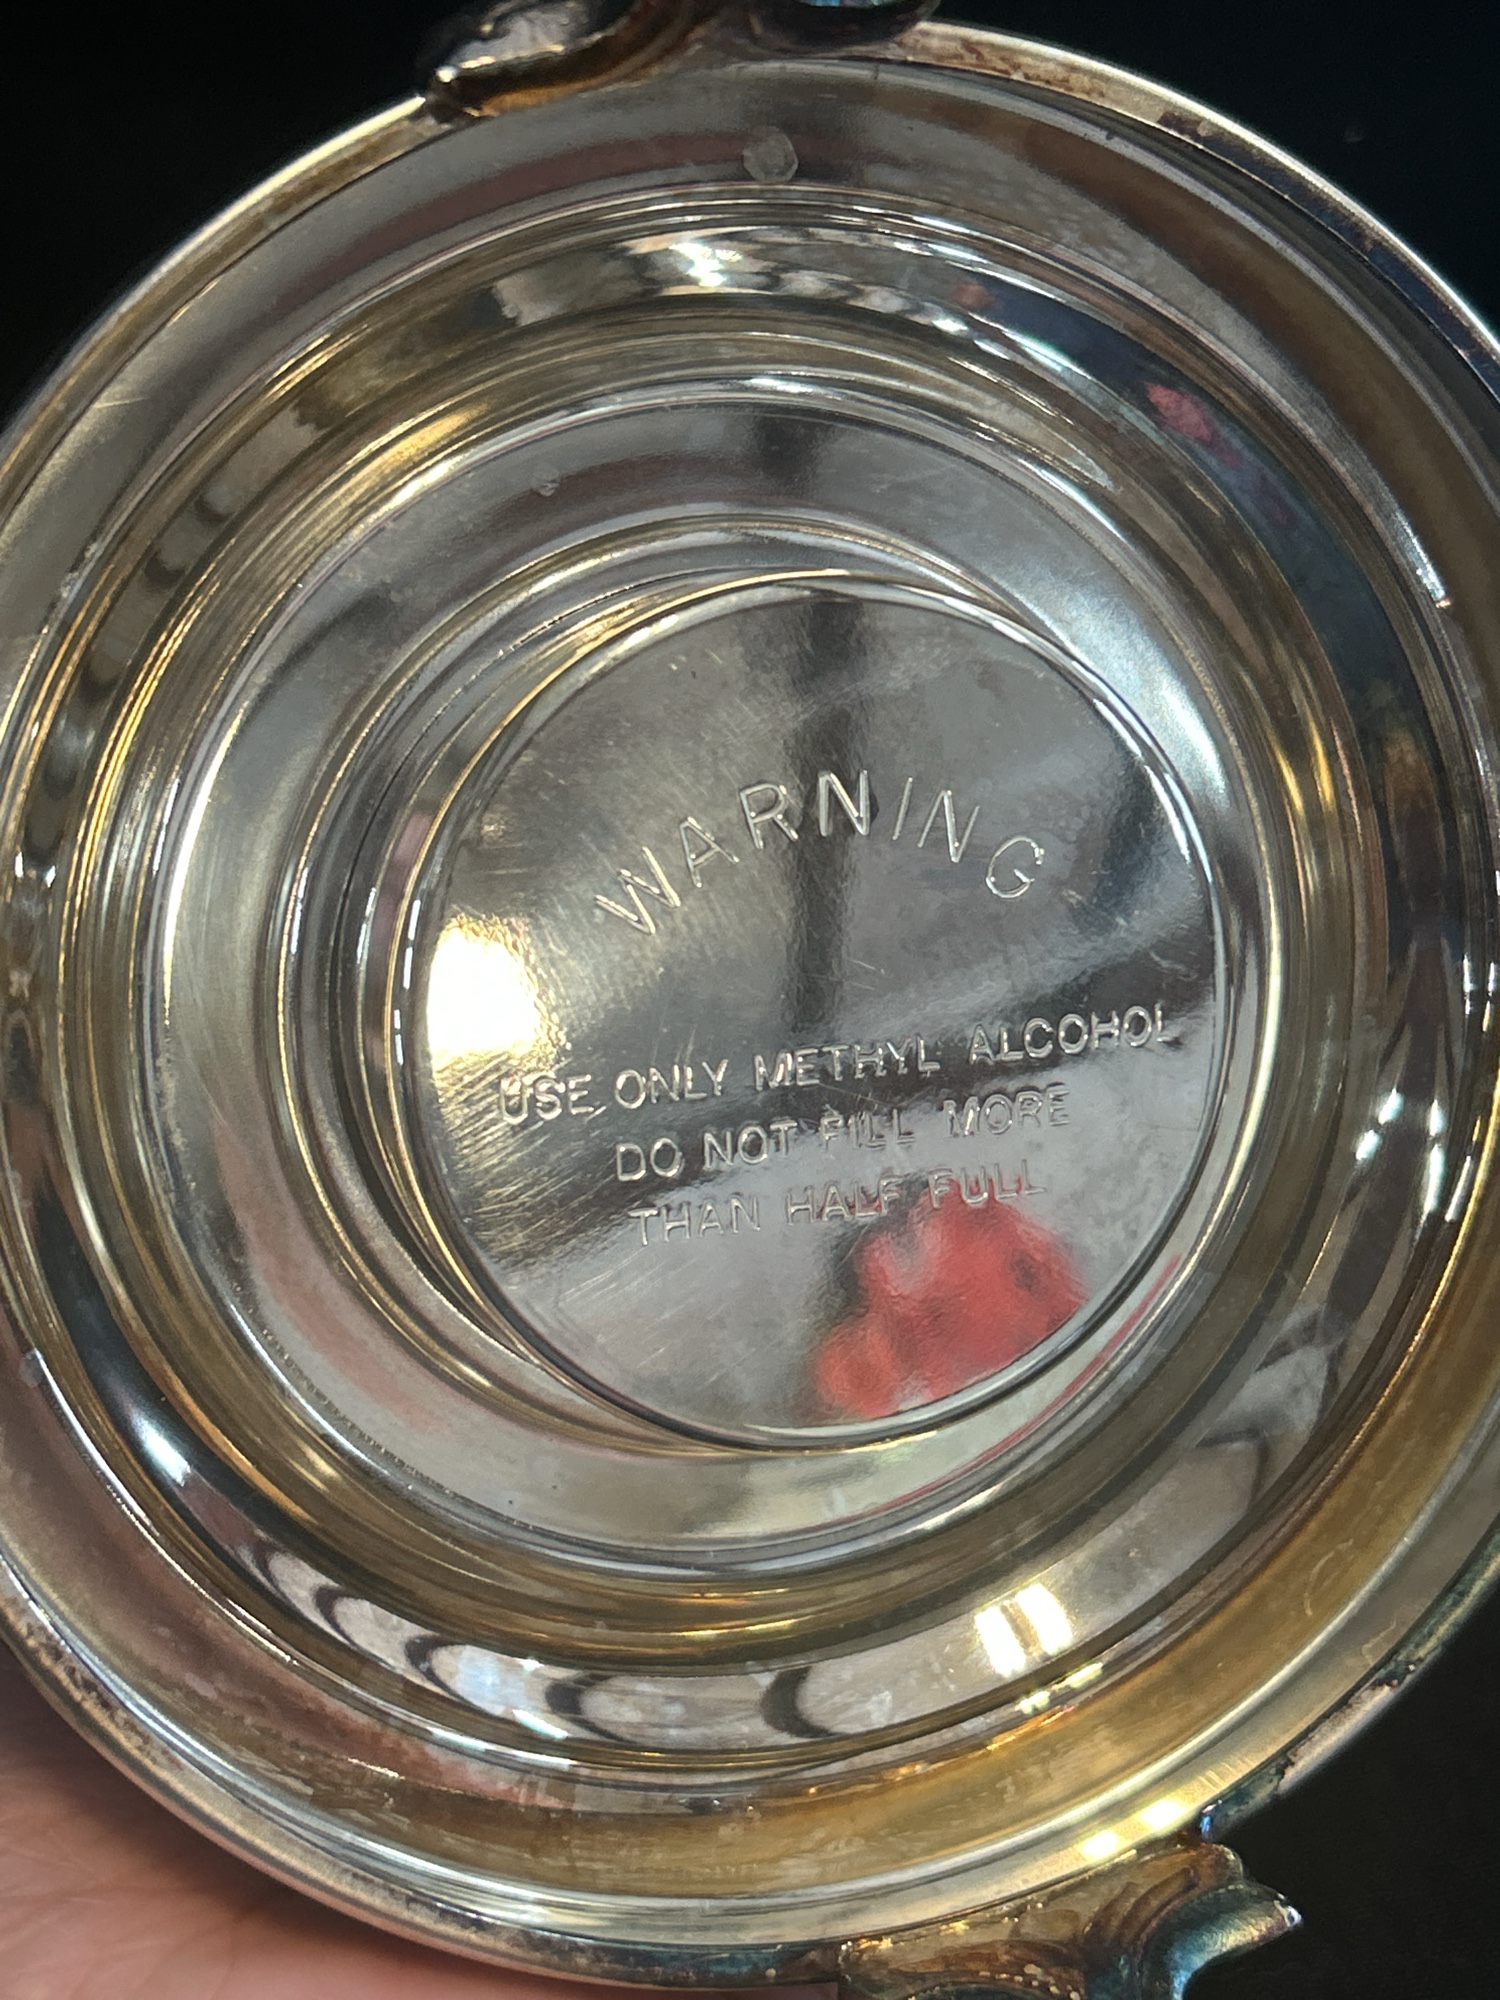 WARNING
USE ONLY METHYL ALCOHOL
DO NOT FILL MORE
THAN HALF FULL